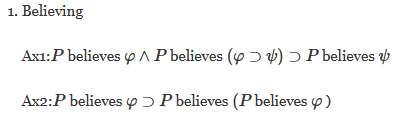 1. Believing
Ax1:P believes φ ∧ P believes (φ ⊃ ψ) ⊃ P believes ψ
Ax2:P believes φ ⊃ P believes (P believes φ )